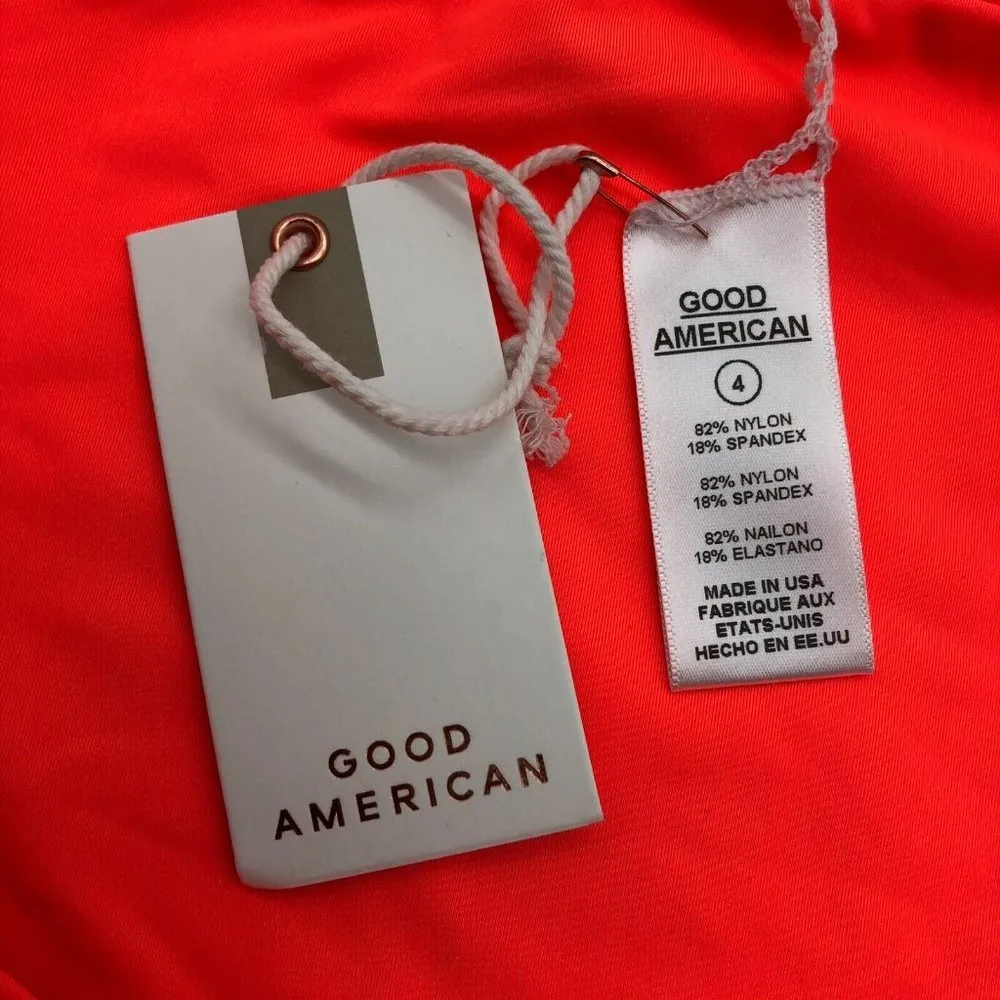 GOOD
AMERICAN
GOOD
AMERICAN
4
82% NYLON
18% SPANDEX
82% NYLON
18% SPANDEX
82% NAILON
18% ELASTANO
MADE IN USA
FABRIQUE AUX
ETATS-UNIS
HECHO EN EE.UU